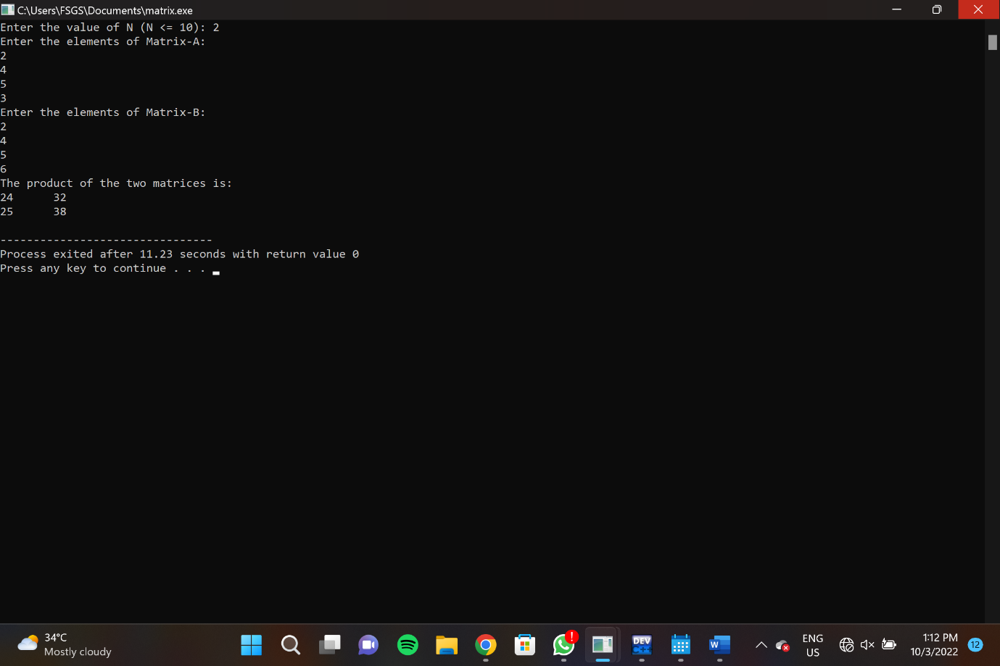 C:\Users\FSGS\Documents\matrix.exe
Enter the value of N (N <= 10): 2
Enter the elements of Matrix-A:
2
4
5
3
Enter the elements of Matrix-B:
2
4
5
6
The product of the two matrices is:
24      32
25      38
--------------------------------
Process exited after 11.23 seconds with return value 0
Press any key to continue . . .
34°C
Mostly cloudy
!
DEV
C++
W
ENG
US
1:12 PM
10/3/2022
12